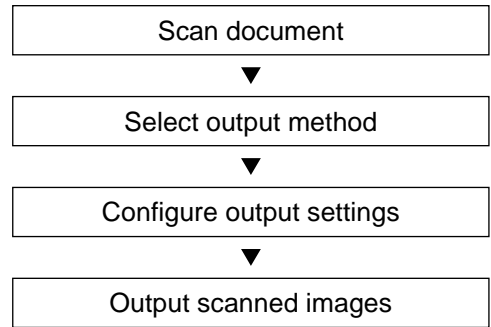 Scan document
Select output method
Configure output settings
Output scanned images